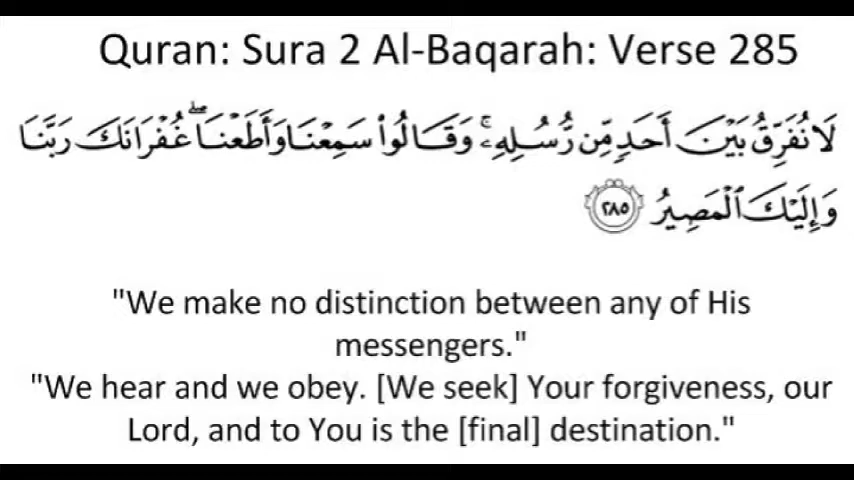 Quran: Sura 2 Al-Baqarah: Verse 285
لَا نُفَرِّقُ بَيْنَ أَحَدٍ مِّن رُّسُلِهِۦ ۚ وَقَالُوا۟ سَمِعْنَا وَأَطَعْنَا ۖ غُفْرَانَكَ رَبَّنَا
وَإِلَيْكَ ٱلْمَصِيرُ ٢٨٥
"We make no distinction between any of His
messengers."
"We hear and we obey. [We seek] Your forgiveness, our
Lord, and to You is the [final] destination."